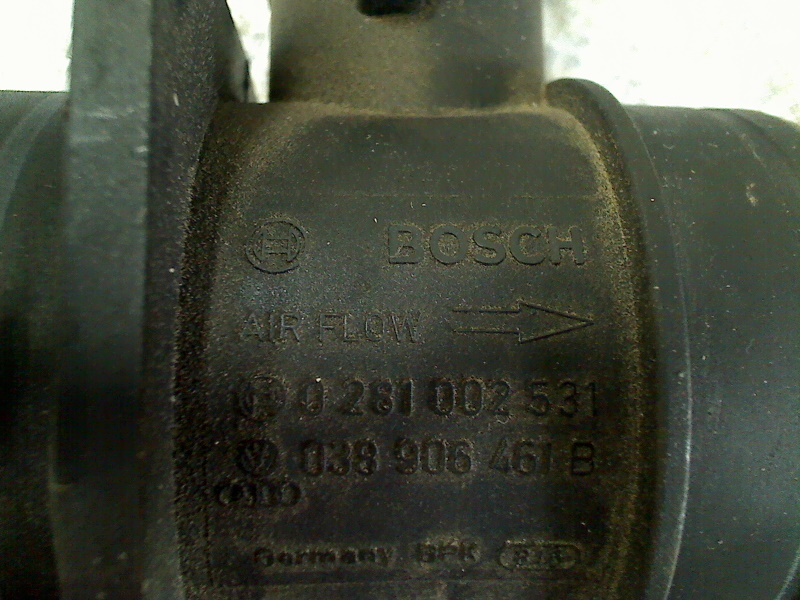 BOSCH
AIR FLOW
0 281 002 531
038 906 461 B
Germany